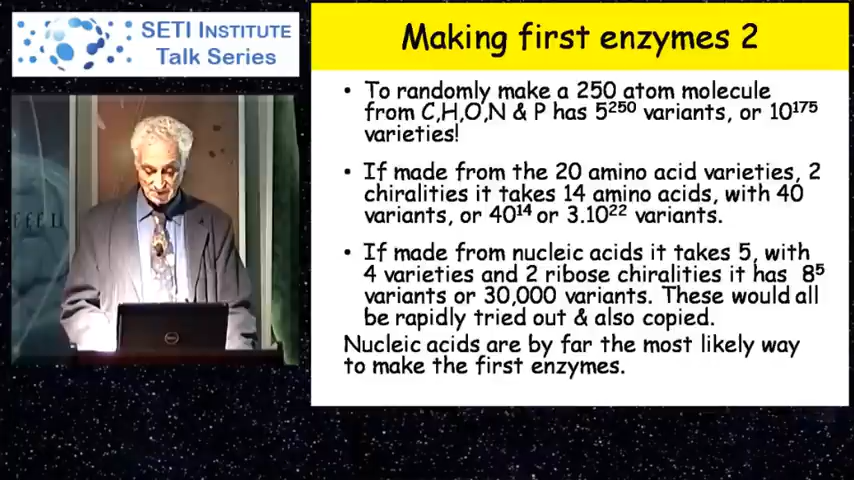 SETI INSTITUTE
Talk Series
Making first enzymes 2
• To randomly make a 250 atom molecule
from C,H,O,N & P has 5²⁵⁰ variants, or 10¹⁷⁵
varieties!
• If made from the 20 amino acid varieties, 2
chiralities it takes 14 amino acids, with 40
variants, or 40¹⁴ or 3.10²² variants.
• If made from nucleic acids it takes 5, with
4 varieties and 2 ribose chiralities it has 8⁵
variants or 30,000 variants. These would all
be rapidly tried out & also copied.
Nucleic acids are by far the most likely way
to make the first enzymes.